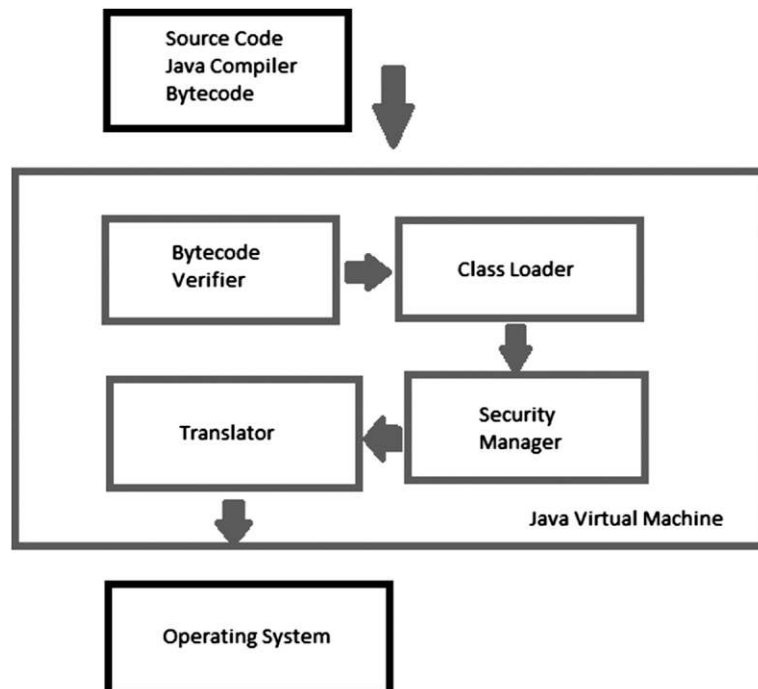 Source Code
Java Compiler
Bytecode
Bytecode
Verifier
Class Loader
Translator
Security
Manager
Java Virtual Machine
Operating System